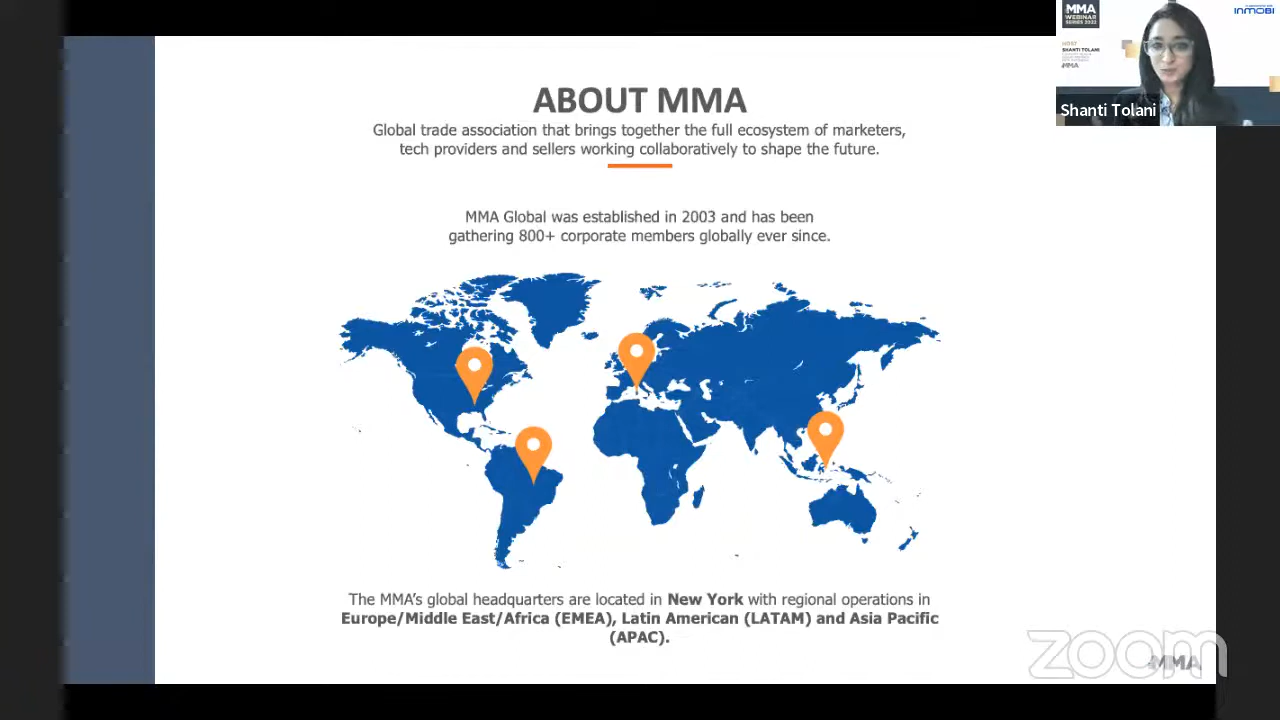 ABOUT MMA
Global trade association that brings together the full ecosystem of marketers,
tech providers and sellers working collaboratively to shape the future.
MMA Global was established in 2003 and has been
gathering 800+ corporate members globally ever since.
The MMA's global headquarters are located in New York with regional operations in
Europe/Middle East/Africa (EMEA), Latin American (LATAM) and Asia Pacific
(APAC).
MMA
WEBINAR
SERIES 2022
INMOBI
SHANTI TOLANI
MMA
Shanti Tolani
zoom
MMA